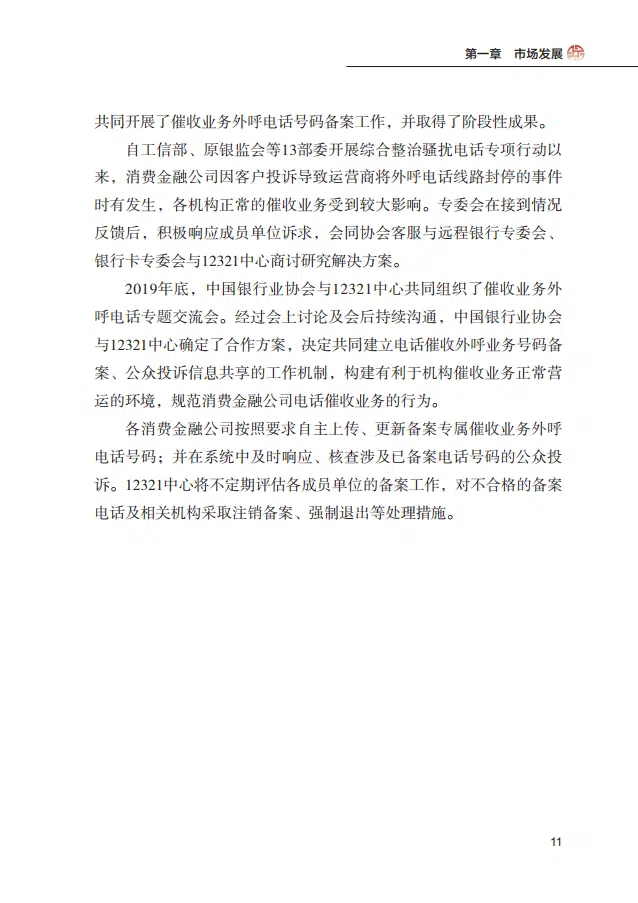 第一章 市场发展
共同开展了催收业务外呼电话号码备案工作，并取得了阶段性成果。
自工信部、原银监会等13部委开展综合整治骚扰电话专项行动以
来，消费金融公司因客户投诉导致运营商将外呼电话线路封停的事件
时有发生，各机构正常的催收业务受到较大影响。专委会在接到情况
反馈后，积极响应成员单位诉求，会同协会客服与远程银行专委会、
银行卡专委会与12321中心商讨研究解决方案。
2019年底，中国银行业协会与12321中心共同组织了催收业务外
呼电话专题交流会。经过会上讨论及会后持续沟通，中国银行业协会
与12321中心确定了合作方案，决定共同建立电话催收外呼业务号码备
案、公众投诉信息共享的工作机制，构建有利于机构催收业务正常营
运的环境，规范消费金融公司电话催收业务的行为。
各消费金融公司按照要求自主上传、更新备案专属催收业务外呼
电话号码；并在系统中及时响应、核查涉及已备案电话号码的公众投
诉。12321中心将不定期评估各成员单位的备案工作，对不合格的备案
电话及相关机构采取注销备案、强制退出等处理措施。
11